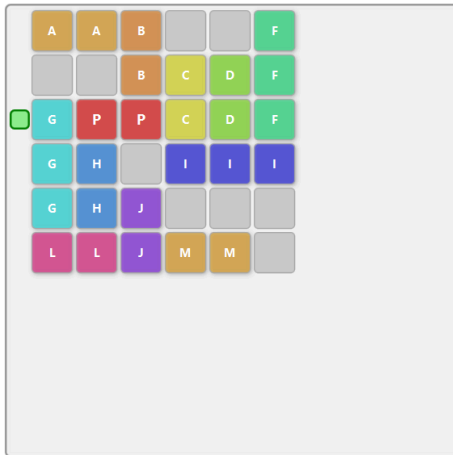 A A B F
B C D F
G P P C D F
G H I I I
G H J
L L J M M